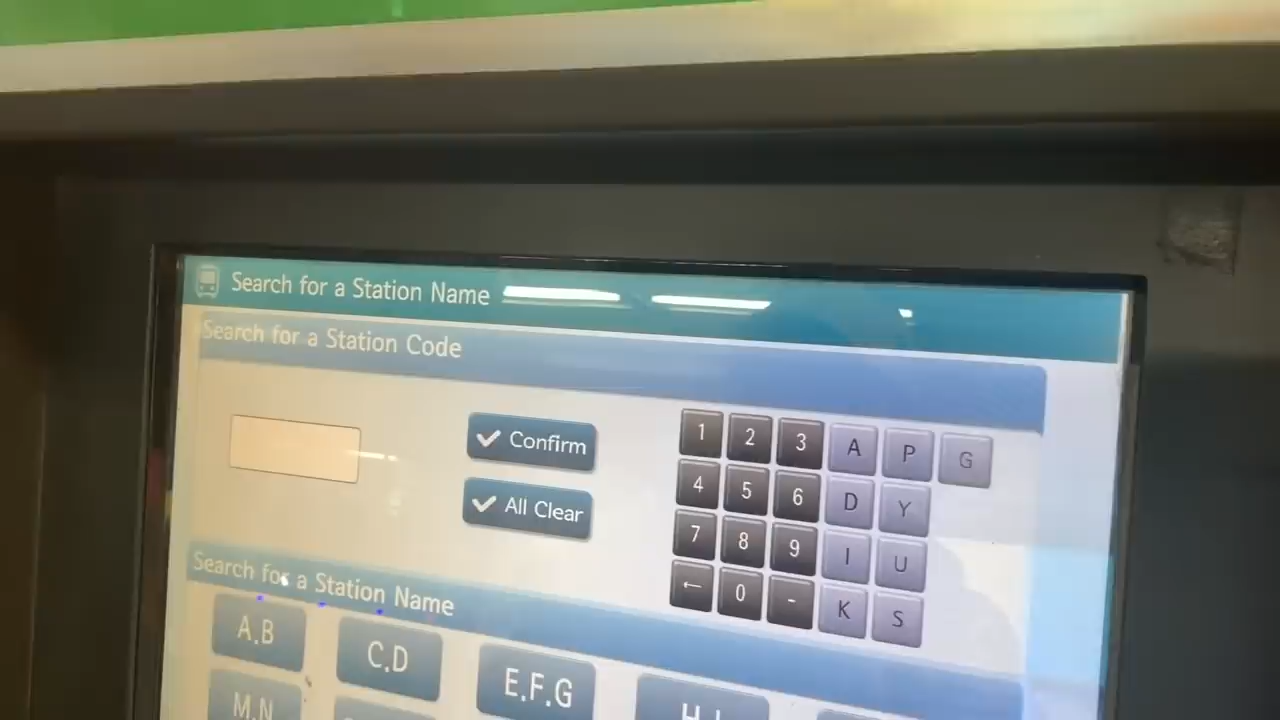 Search for a Station Name
Search for a Station Code
Confirm
All Clear
1 2 3 A P G
4 5 6 D Y
7 8 9 I U
← 0 - K S
Search for a Station Name
A,B
C,D
E,F,G
M,N